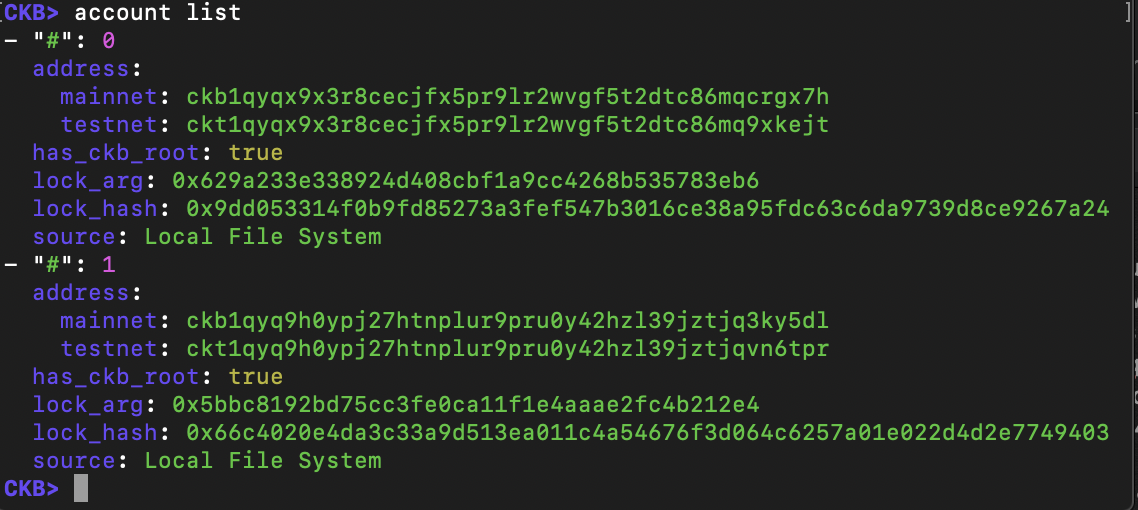 CKB> account list
- "#": 0
  address:
    mainnet: ckb1qyqx9x3r8cecjfx5pr9lr2wvgf5t2dtc86mqcrgx7h
    testnet: ckt1qyqx9x3r8cecjfx5pr9lr2wvgf5t2dtc86mq9xkejt
  has_ckb_root: true
  lock_arg: 0x629a233e338924d408cbf1a9cc4268b535783eb6
  lock_hash: 0x9dd053314f0b9fd85273a3fef547b3016ce38a95fdc63c6da9739d8ce9267a24
  source: Local File System
- "#": 1
  address:
    mainnet: ckb1qyq9h0ypj27htnplur9pru0y42hzl39jztjq3ky5dl
    testnet: ckt1qyq9h0ypj27htnplur9pru0y42hzl39jztjqvn6tpr
  has_ckb_root: true
  lock_arg: 0x5bbc8192bd75cc3fe0ca11f1e4aaae2fc4b212e4
  lock_hash: 0x66c4020e4da3c33a9d513ea011c4a54676f3d064c6257a01e022d4d2e7749403
  source: Local File System
CKB>